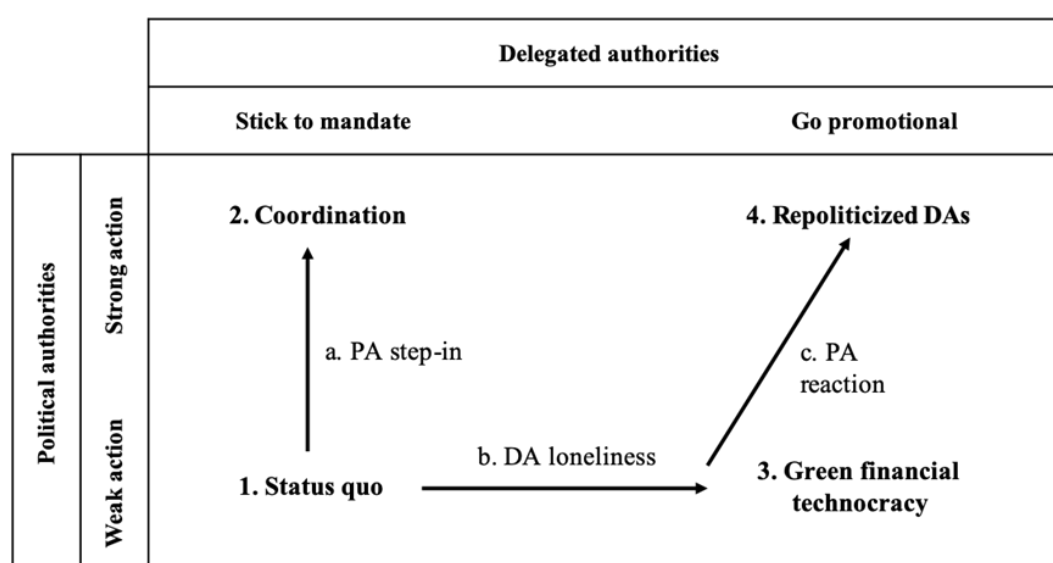 Delegated authorities
Stick to mandate
Go promotional
Political authorities
Strong action
Weak action
2. Coordination
4. Repoliticized DAs
a. PA step-in
c. PA
reaction
b. DA loneliness
1. Status quo
3. Green financial
technocracy